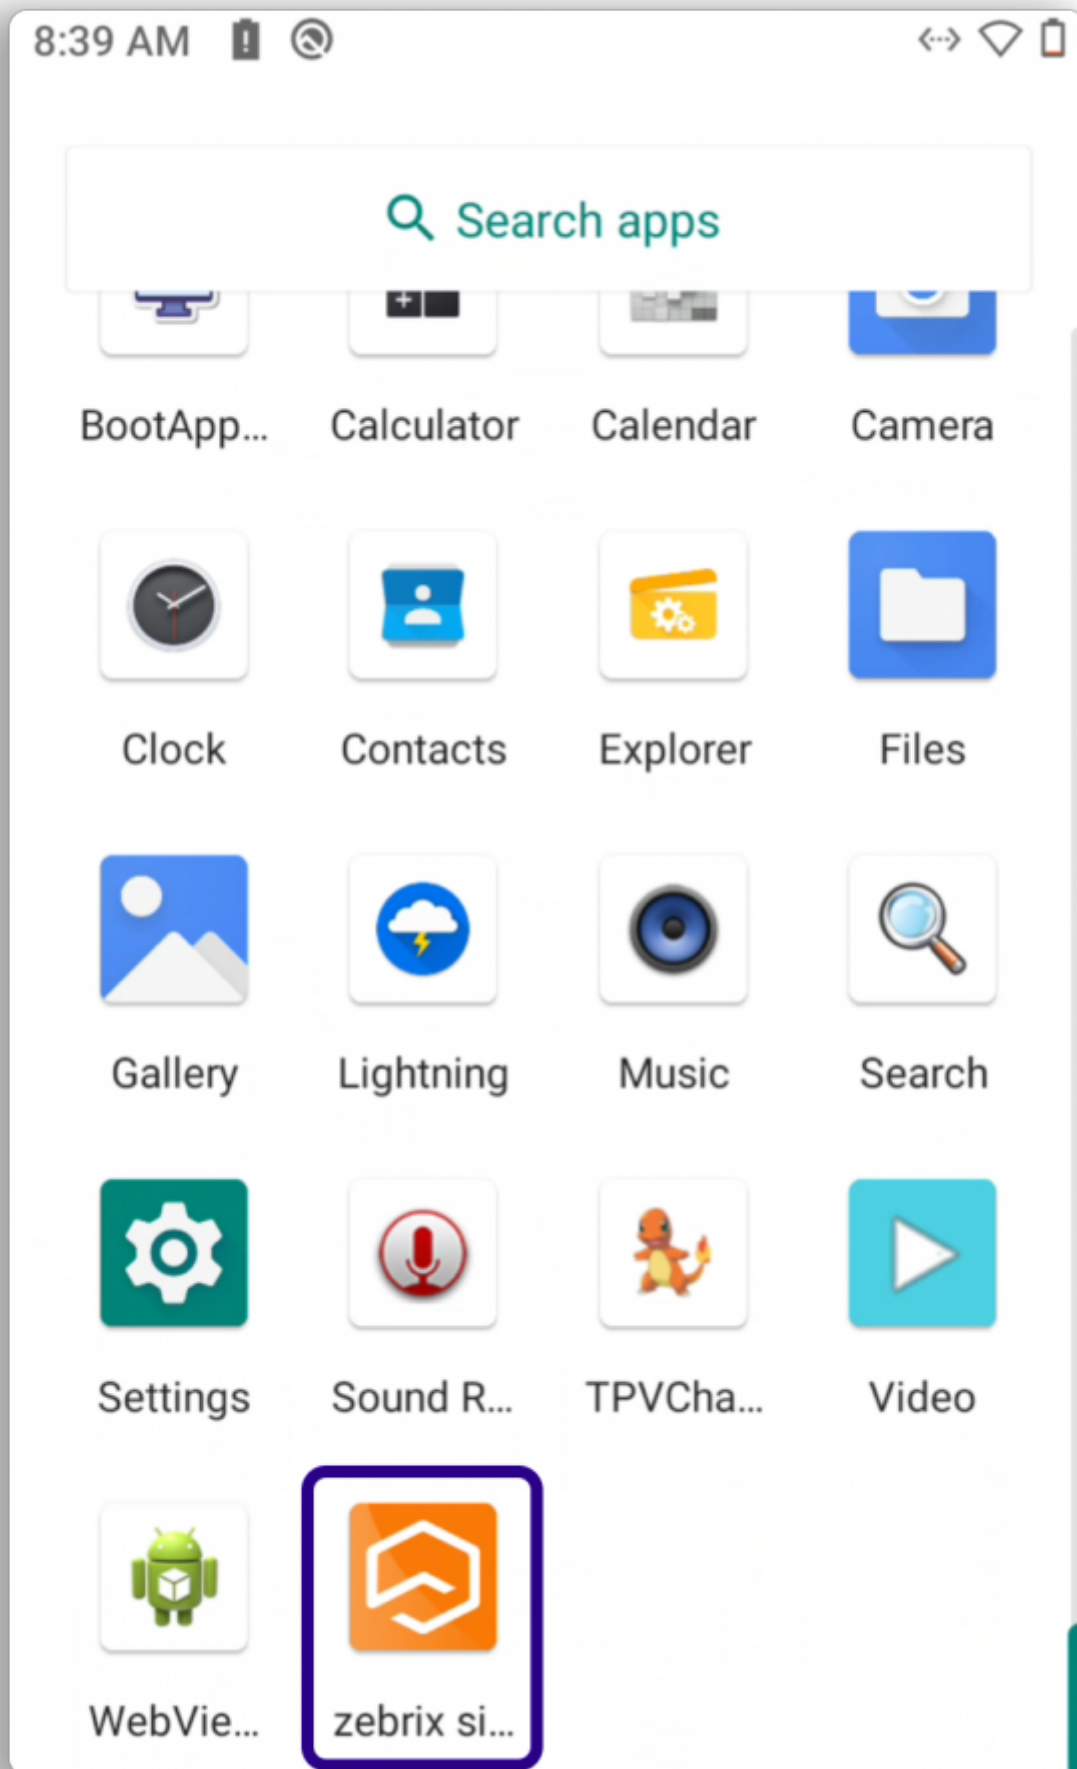 8:39 AM
Search apps
BootApp... Calculator Calendar Camera
Clock Contacts Explorer Files
Gallery Lightning Music Search
Settings Sound R... TPVCha... Video
WebVie... zebrix si...